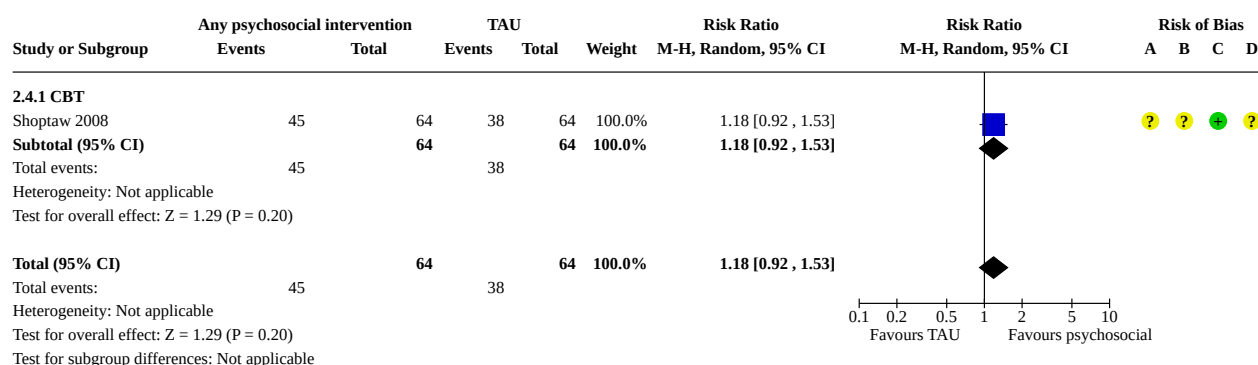 Any psychosocial intervention TAU Risk Ratio Risk Ratio Risk of Bias
Study or Subgroup Events Total Events Total Weight M-H, Random, 95% CI M-H, Random, 95% CI A B C D
2.4.1 CBT
Shoptaw 2008 45 64 38 64 100.0% 1.18 [0.92 , 1.53] ? ? + ?
Subtotal (95% CI) 64 64 100.0% 1.18 [0.92 , 1.53]
Total events: 45 38
Heterogeneity: Not applicable
Test for overall effect: Z = 1.29 (P = 0.20)
Total (95% CI) 64 64 100.0% 1.18 [0.92 , 1.53]
Total events: 45 38
Heterogeneity: Not applicable
0.1 0.2 0.5 1 2 5 10
Test for overall effect: Z = 1.29 (P = 0.20) Favours TAU Favours psychosocial
Test for subgroup differences: Not applicable